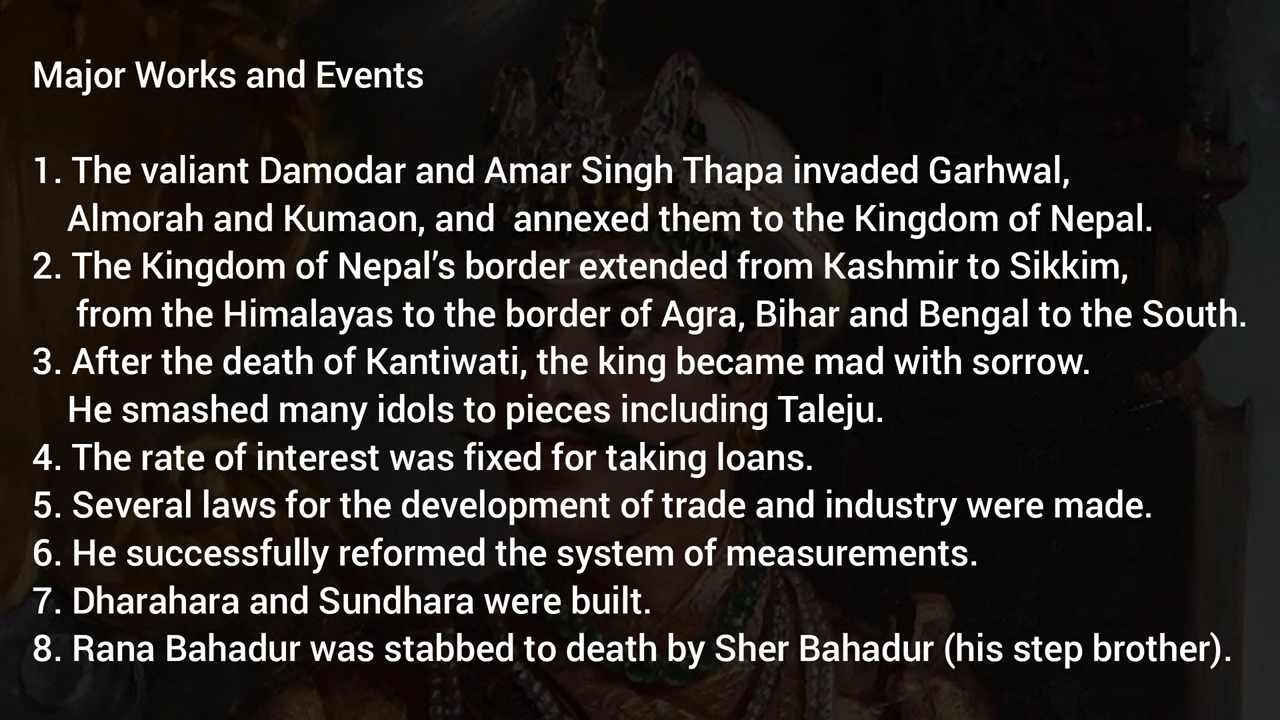 Major Works and Events
1. The valiant Damodar and Amar Singh Thapa invaded Garhwal,
Almorah and Kumaon, and  annexed them to the Kingdom of Nepal.
2. The Kingdom of Nepal’s border extended from Kashmir to Sikkim,
from the Himalayas to the border of Agra, Bihar and Bengal to the South.
3. After the death of Kantiwati, the king became mad with sorrow.
He smashed many idols to pieces including Taleju.
4. The rate of interest was fixed for taking loans.
5. Several laws for the development of trade and industry were made.
6. He successfully reformed the system of measurements.
7. Dharahara and Sundhara were built.
8. Rana Bahadur was stabbed to death by Sher Bahadur (his step brother).